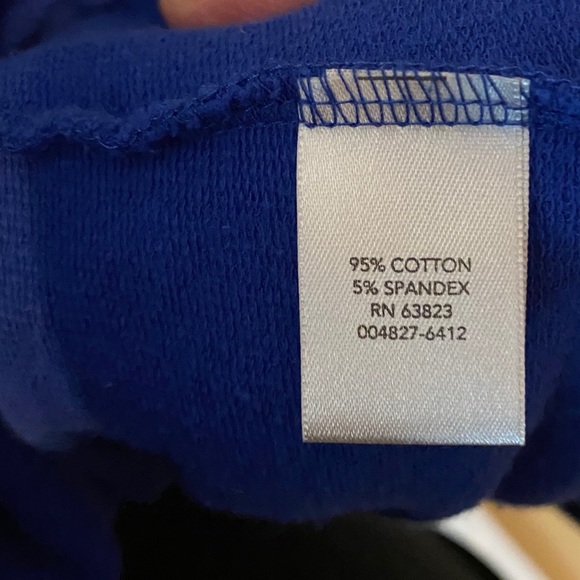 95% COTTON
5% SPANDEX
RN 63823
004827-6412